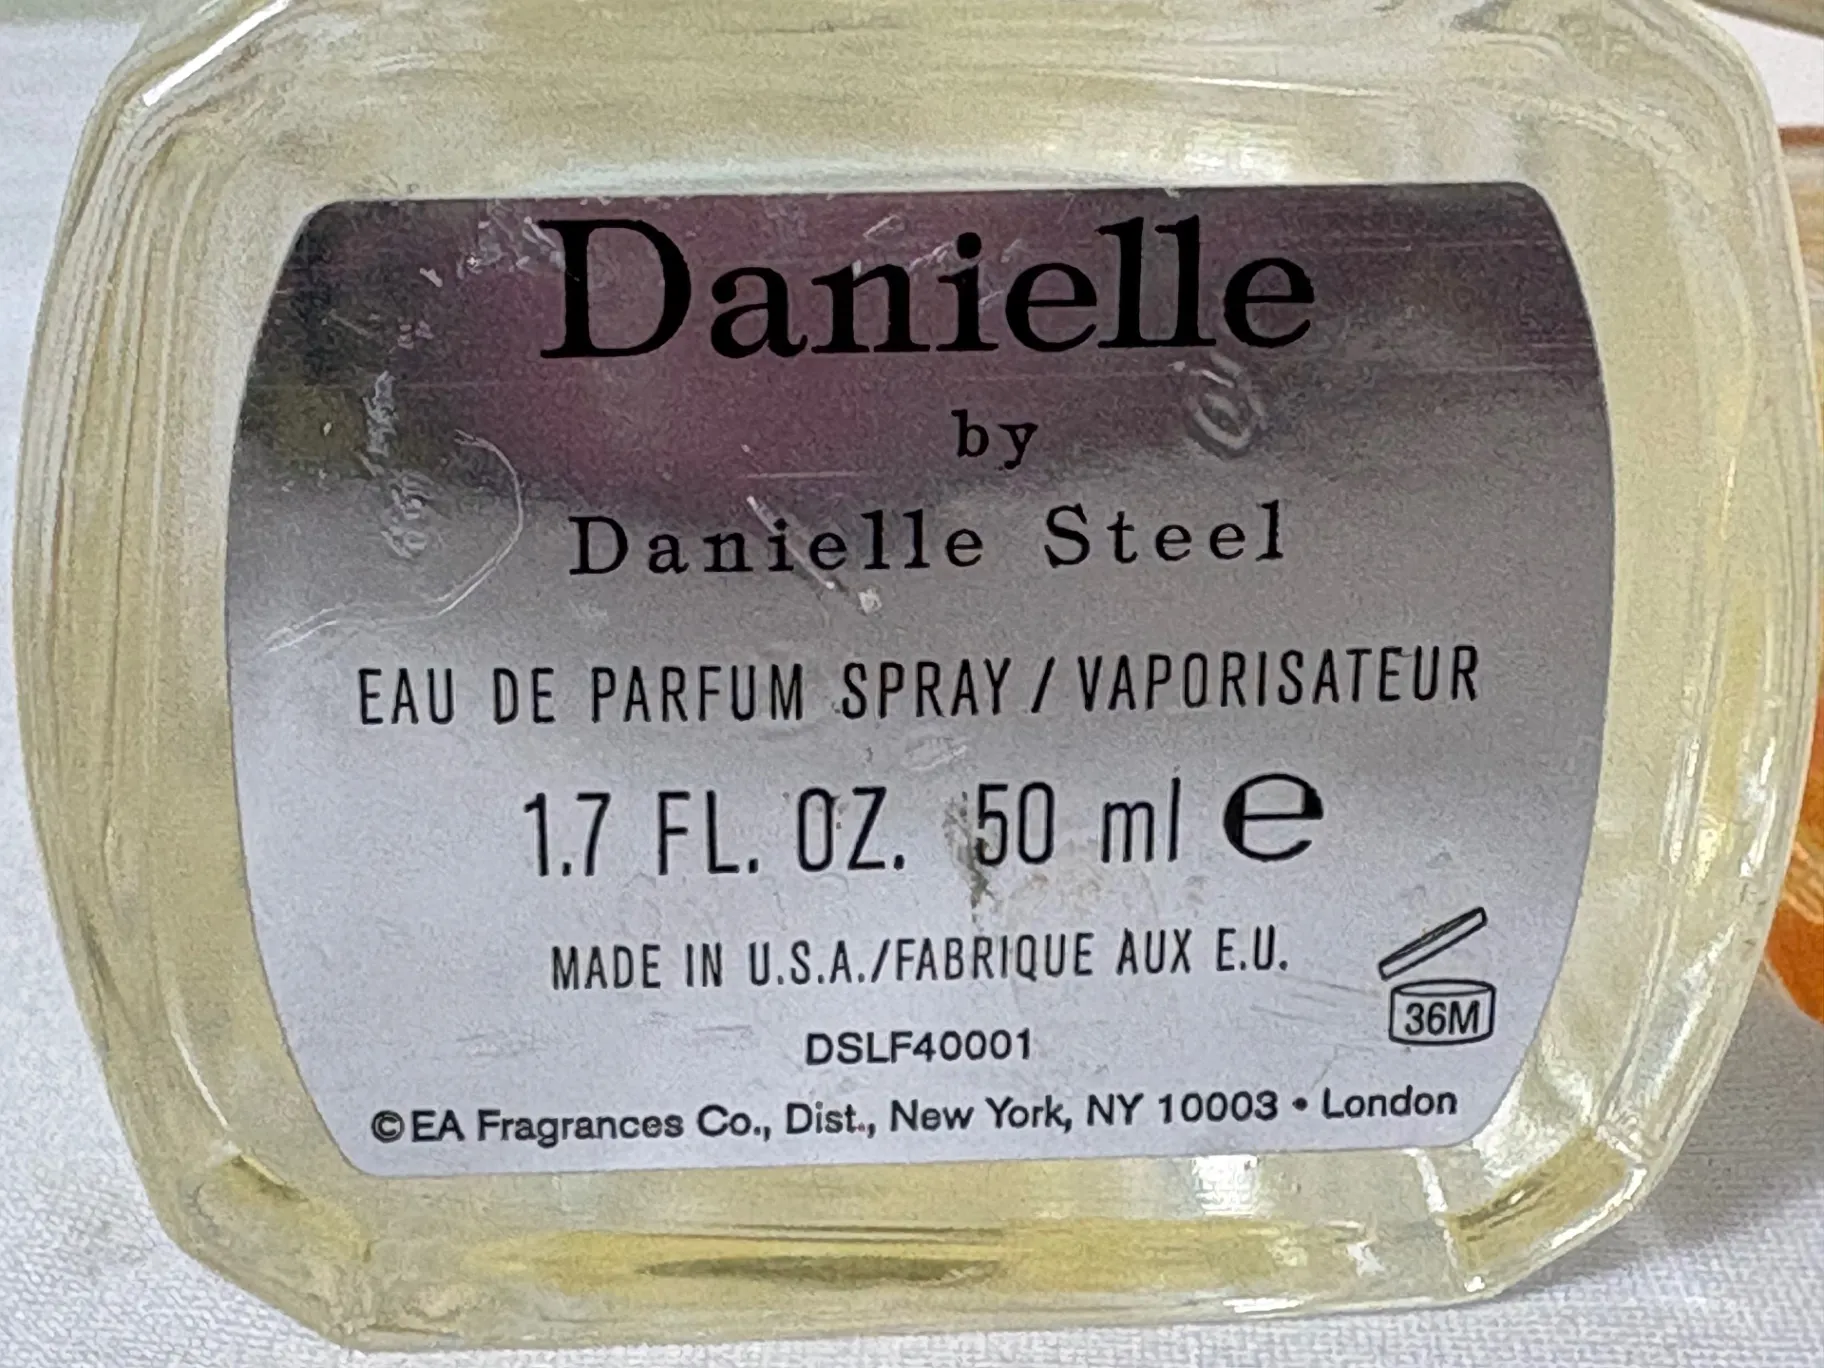 Danielle
by
Danielle Steel
EAU DE PARFUM SPRAY / VAPORISATEUR
1.7 FL. OZ. 50 ml e
MADE IN U.S.A./FABRIQUE AUX E.U.
36M
DSLF40001
©EA Fragrances Co., Dist., New York, NY 10003 • London